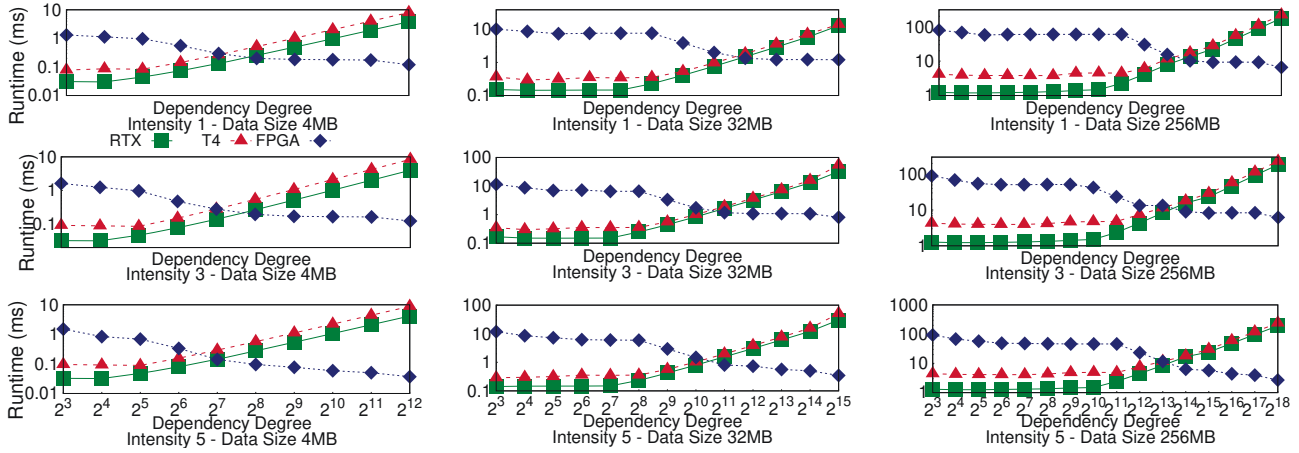 Runtime (ms)
10
1
0.1
0.01
Dependency Degree
Intensity 1 - Data Size 4MB
10
1
0.1
Dependency Degree
Intensity 1 - Data Size 32MB
100
10
1
Dependency Degree
Intensity 1 - Data Size 256MB
RTX T4 FPGA
Runtime (ms)
10
1
0.1
Dependency Degree
Intensity 3 - Data Size 4MB
100
10
1
0.1
Dependency Degree
Intensity 3 - Data Size 32MB
100
10
1
Dependency Degree
Intensity 3 - Data Size 256MB
Runtime (ms)
10
1
0.1
0.01
2^3 2^4 2^5 2^6 2^7 2^8 2^9 2^10 2^11 2^12
Dependency Degree
Intensity 5 - Data Size 4MB
100
10
1
0.1
2^3 2^4 2^5 2^6 2^7 2^8 2^9 2^10 2^11 2^12 2^13 2^14 2^15
Dependency Degree
Intensity 5 - Data Size 32MB
1000
100
10
1
2^3 2^4 2^5 2^6 2^7 2^8 2^9 2^10 2^11 2^12 2^13 2^14 2^15 2^16 2^17 2^18
Dependency Degree
Intensity 5 - Data Size 256MB